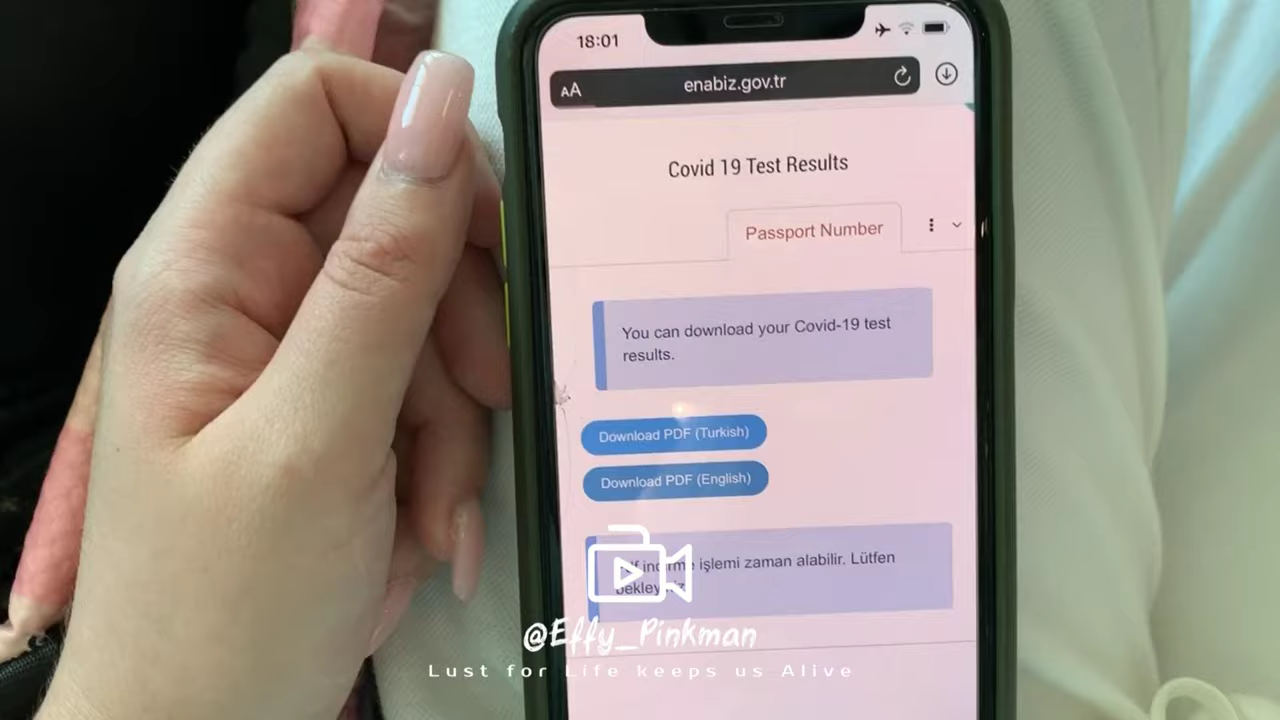 18:01
AA enabiz.gov.tr
Covid 19 Test Results
Passport Number
You can download your Covid-19 test
results.
Download PDF (Turkish)
Download PDF (English)
işlemi zaman alabilir. Lütfen
@Effy_Pinkman
Lust for Life keeps us Alive